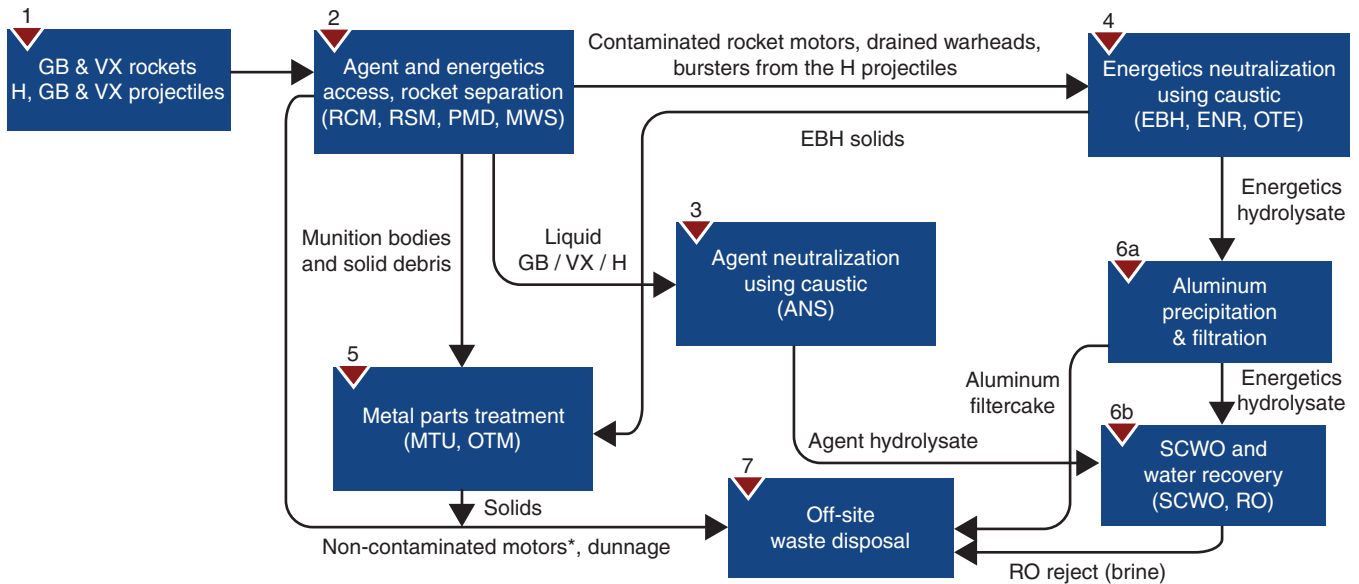 1
GB & VX rockets
H, GB & VX projectiles
2
Agent and energetics
access, rocket separation
(RCM, RSM, PMD, MWS)
Contaminated rocket motors, drained warheads,
bursters from the H projectiles
4
Energetics neutralization
using caustic
(EBH, ENR, OTE)
EBH solids
Energetics
hydrolysate
Munition bodies
and solid debris
Liquid
GB / VX / H
3
Agent neutralization
using caustic
(ANS)
6a
Aluminum
precipitation
& filtration
5
Metal parts treatment
(MTU, OTM)
Aluminum
filtercake
Energetics
hydrolysate
Agent hydrolysate
6b
SCWO and
water recovery
(SCWO, RO)
7
Off-site
waste disposal
Solids
Non-contaminated motors*, dunnage
RO reject (brine)